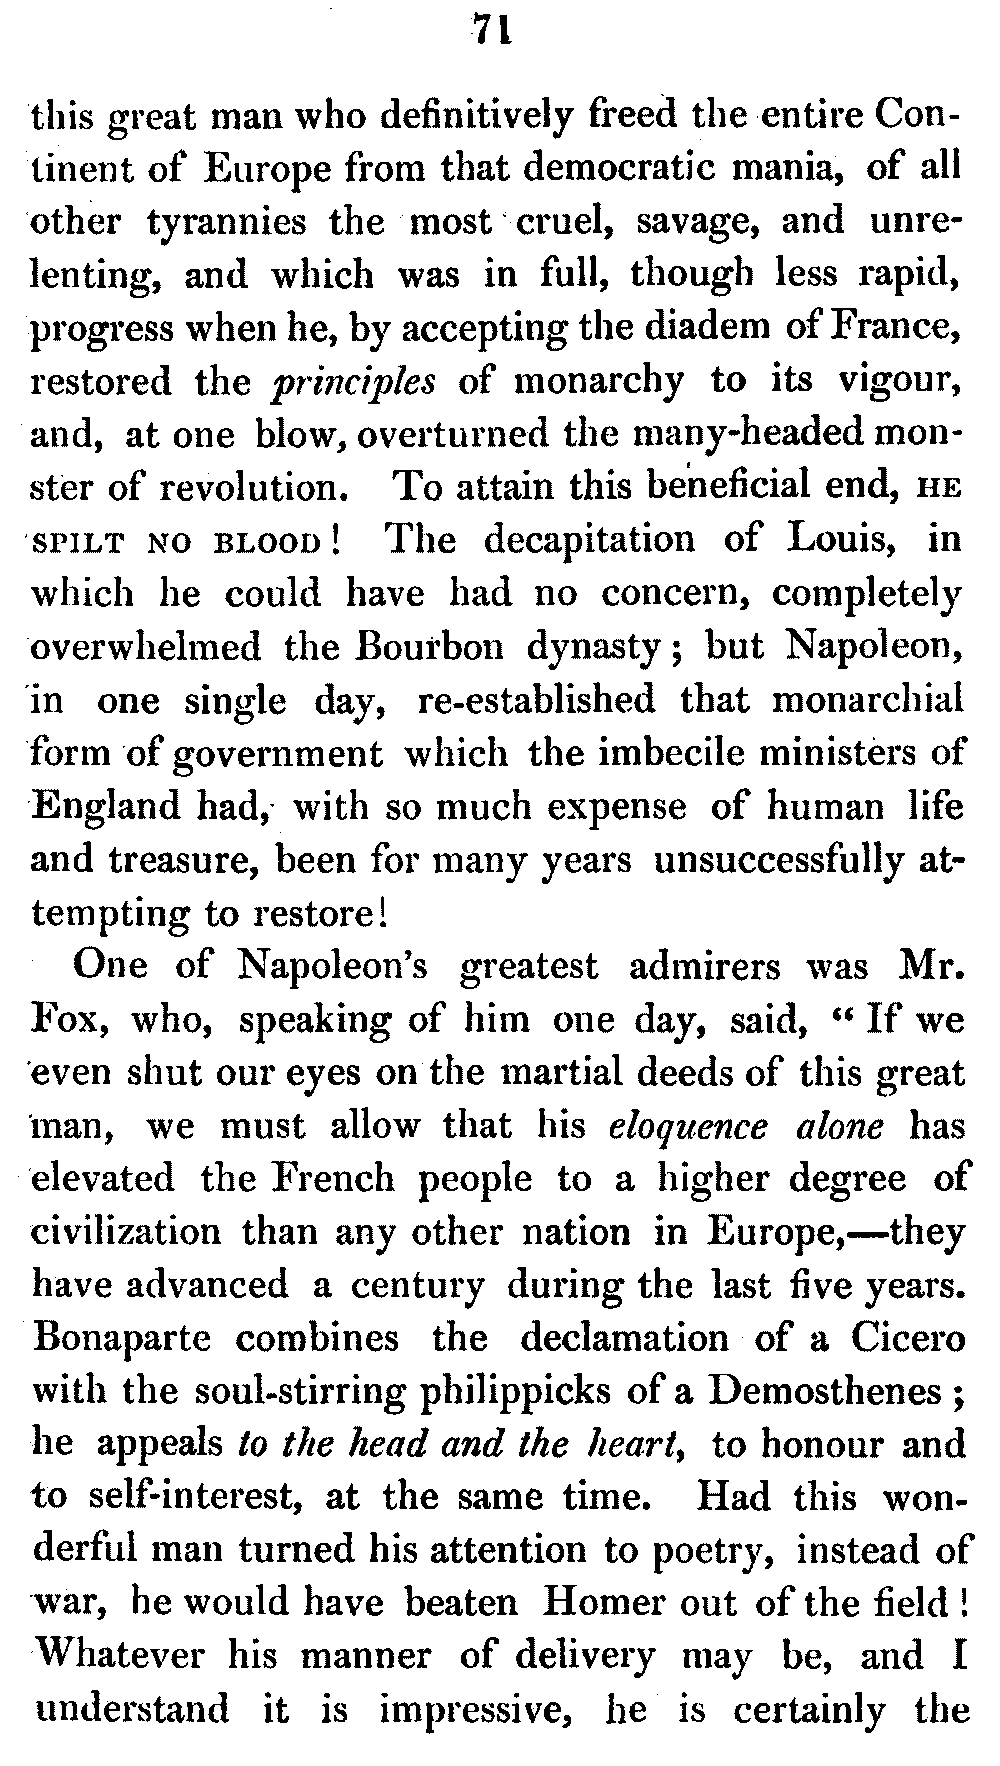 71
this great man who definitively freed the entire Con-
tinent of Europe from that democratic mania, of all
other tyrannies the most cruel, savage, and unre-
lenting, and which was in full, though less rapid,
progress when he, by accepting the diadem of France,
restored the principles of monarchy to its vigour,
and, at one blow, overturned the many-headed mon-
ster of revolution. To attain this beneficial end, HE
SPILT NO BLOOD! The decapitation of Louis, in
which he could have had no concern, completely
overwhelmed the Bourbon dynasty; but Napoleon,
in one single day, re-established that monarchial
form of government which the imbecile ministers of
England had, with so much expense of human life
and treasure, been for many years unsuccessfully at-
tempting to restore!
One of Napoleon's greatest admirers was Mr.
Fox, who, speaking of him one day, said, “ If we
even shut our eyes on the martial deeds of this great
man, we must allow that his eloquence alone has
elevated the French people to a higher degree of
civilization than any other nation in Europe,—they
have advanced a century during the last five years.
Bonaparte combines the declamation of a Cicero
with the soul-stirring philippicks of a Demosthenes;
he appeals to the head and the heart, to honour and
to self-interest, at the same time. Had this won-
derful man turned his attention to poetry, instead of
war, he would have beaten Homer out of the field!
Whatever his manner of delivery may be, and I
understand it is impressive, he is certainly the